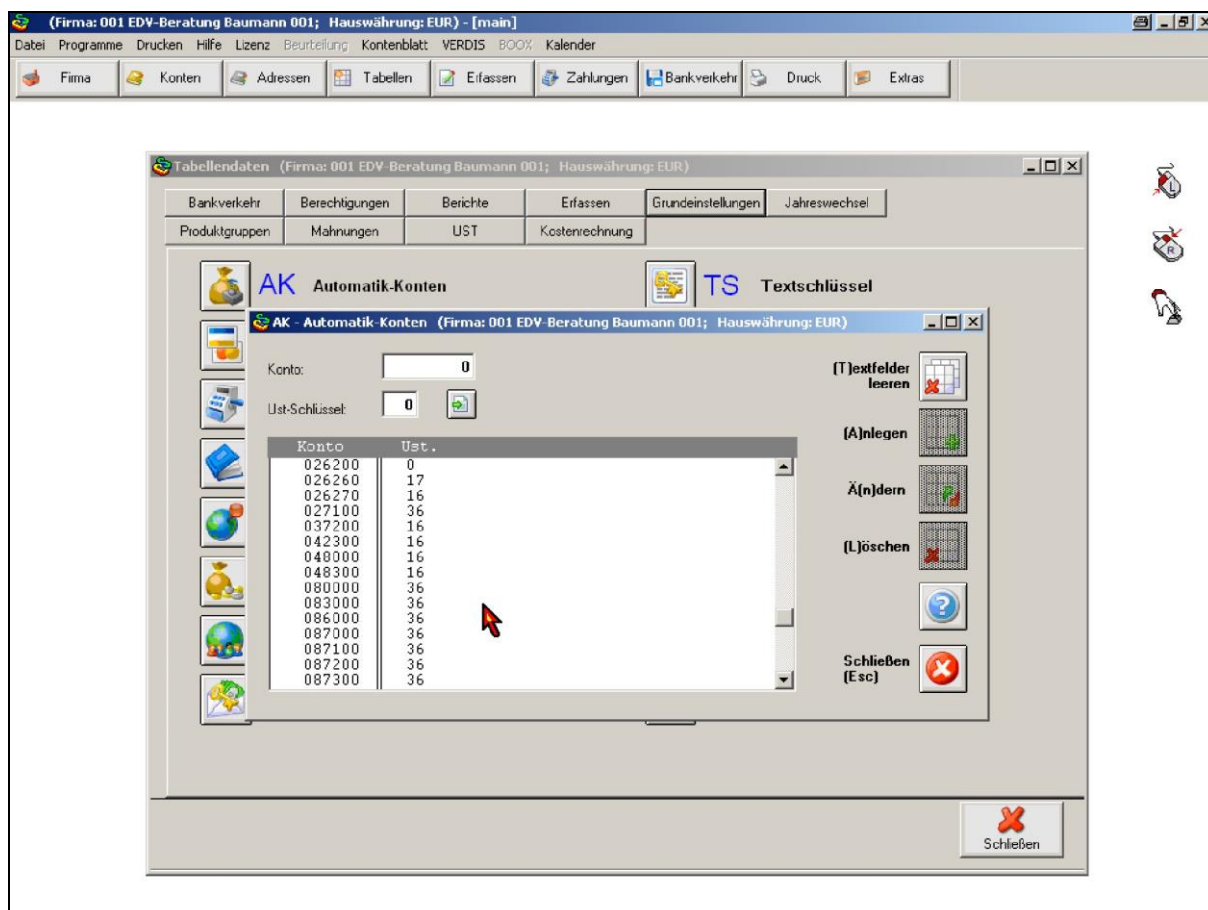 (Firma: 001 EDV-Beratung Baumann 001; Hauswährung: EUR) - [main]
Datei Programme Drucken Hilfe Lizenz Beurteilung Kontenblatt VERDIS BOOX Kalender
Firma Konten Adressen Tabellen Erfassen Zahlungen Bankverkehr Druck Extras
Tabellendaten (Firma: 001 EDV-Beratung Baumann 001; Hauswährung: EUR)
Bankverkehr Berechtigungen Berichte Erfassen Grundeinstellungen Jahreswechsel
Produktgruppen Mahnungen UST Kostenrechnung
AK Automatik-Konten TS Textschlüssel
AK - Automatik-Konten (Firma: 001 EDV-Beratung Baumann 001; Hauswährung: EUR)
Konto: 0
Ust-Schlüssel: 0
(T)extfelder
leeren
(A)nlegen
Ä(n)dern
(L)öschen
Schließen
(Esc)
Konto Ust.
026200 0
026260 17
026270 16
027100 36
037200 16
042300 16
048000 16
048300 16
080000 36
083000 36
086000 36
087000 36
087100 36
087200 36
087300 36
Schließen
L
R